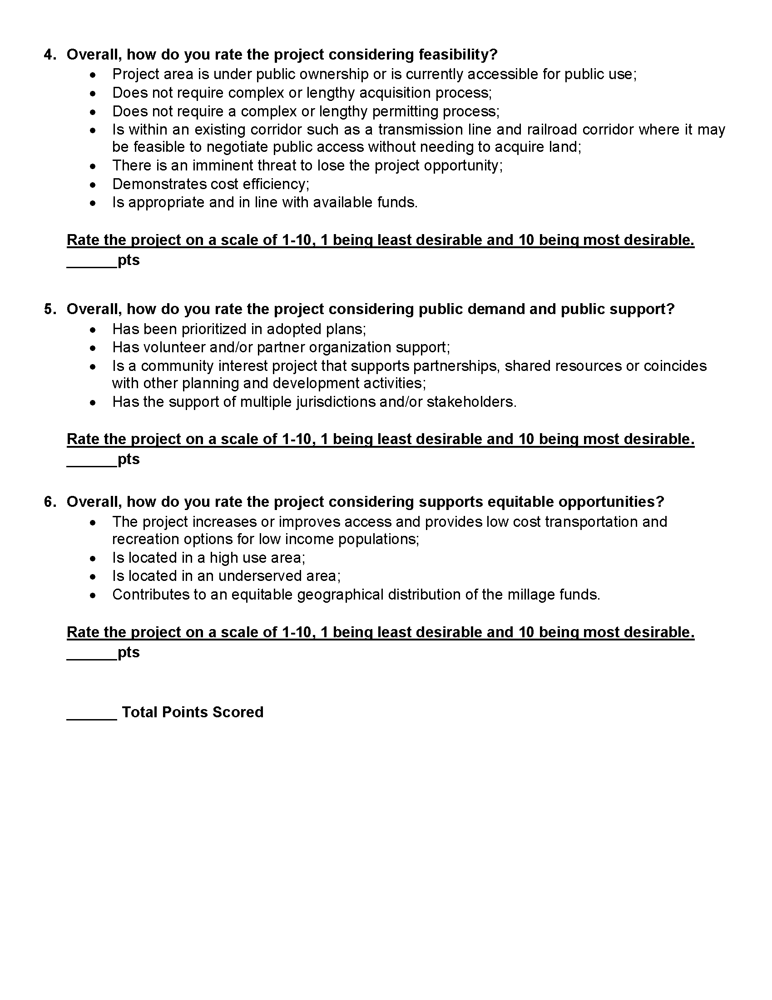 4. Overall, how do you rate the project considering feasibility?
• Project area is under public ownership or is currently accessible for public use;
• Does not require complex or lengthy acquisition process;
• Does not require a complex or lengthy permitting process;
• Is within an existing corridor such as a transmission line and railroad corridor where it may
be feasible to negotiate public access without needing to acquire land;
• There is an imminent threat to lose the project opportunity;
• Demonstrates cost efficiency;
• Is appropriate and in line with available funds.
Rate the project on a scale of 1-10, 1 being least desirable and 10 being most desirable.
______pts
5. Overall, how do you rate the project considering public demand and public support?
• Has been prioritized in adopted plans;
• Has volunteer and/or partner organization support;
• Is a community interest project that supports partnerships, shared resources or coincides
with other planning and development activities;
• Has the support of multiple jurisdictions and/or stakeholders.
Rate the project on a scale of 1-10, 1 being least desirable and 10 being most desirable.
______pts
6. Overall, how do you rate the project considering supports equitable opportunities?
• The project increases or improves access and provides low cost transportation and
recreation options for low income populations;
• Is located in a high use area;
• Is located in an underserved area;
• Contributes to an equitable geographical distribution of the millage funds.
Rate the project on a scale of 1-10, 1 being least desirable and 10 being most desirable.
______pts
______ Total Points Scored